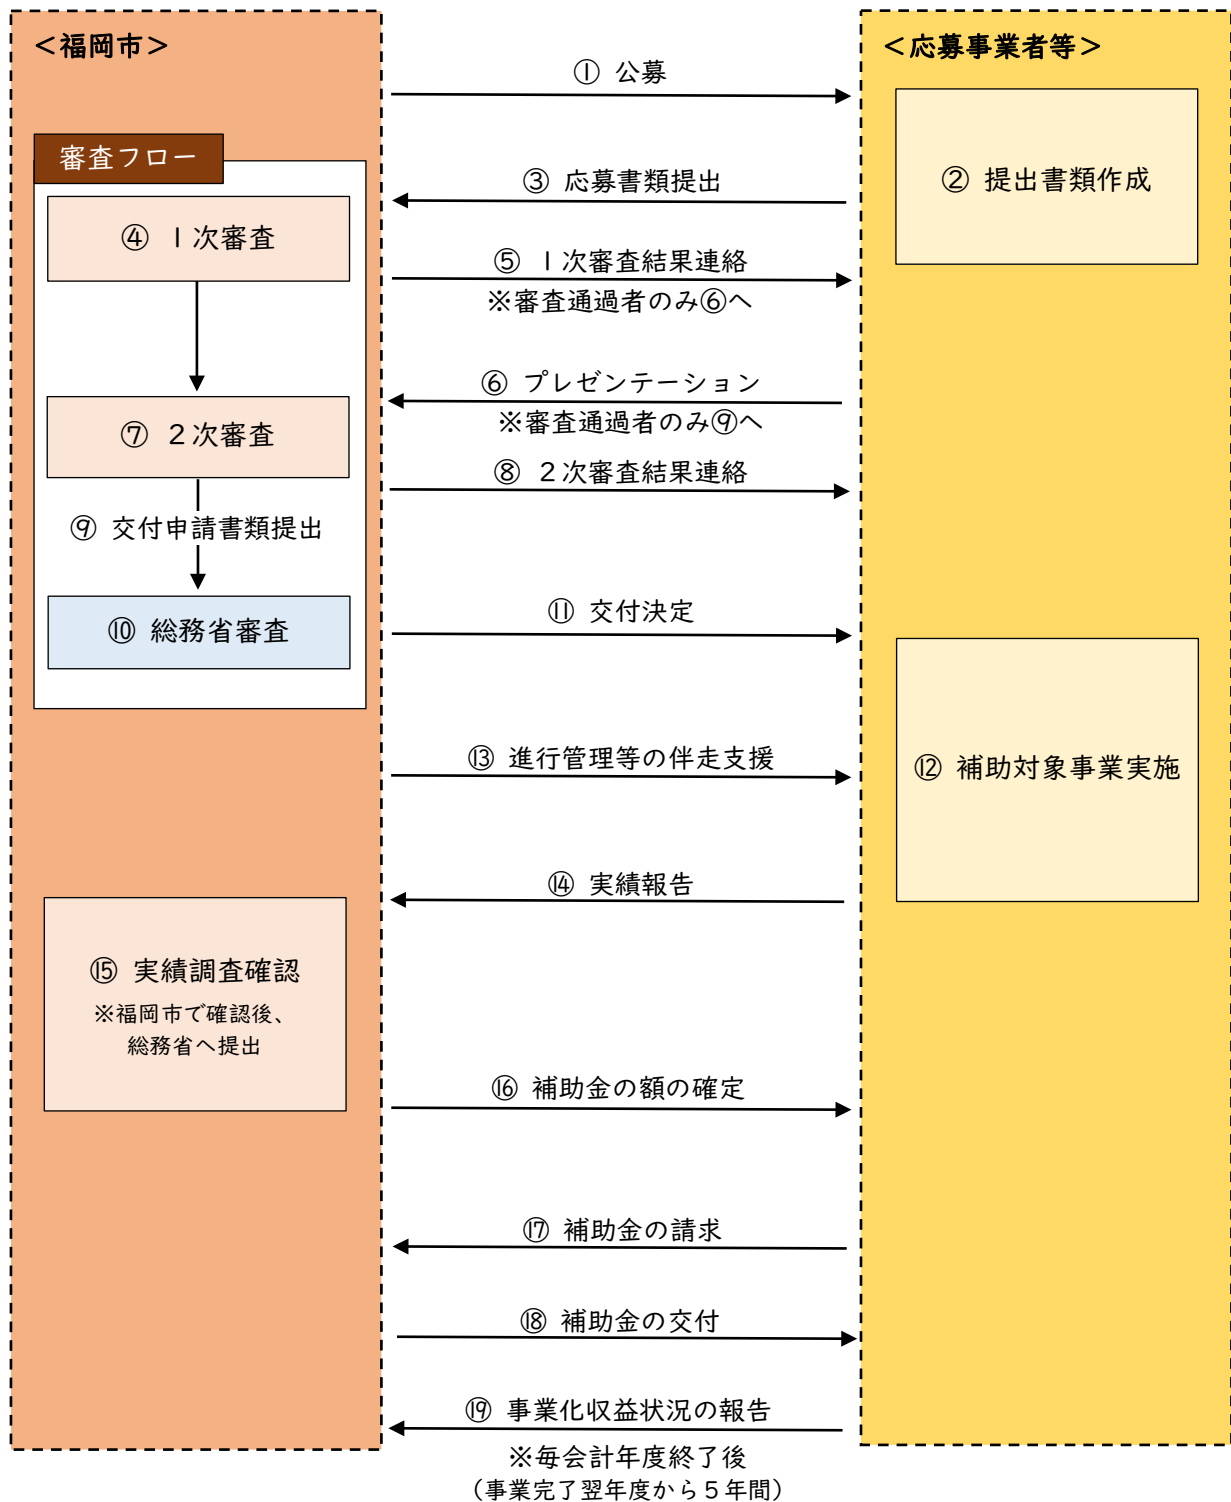 ＜福岡市＞
＜応募事業者等＞
① 公募
審査フロー
② 提出書類作成
③ 応募書類提出
④ １次審査
⑤ １次審査結果連絡
※審査通過者のみ⑥へ
⑥ プレゼンテーション
※審査通過者のみ⑨へ
⑦ ２次審査
⑧ ２次審査結果連絡
⑨ 交付申請書類提出
⑩ 総務省審査
⑪ 交付決定
⑫ 補助対象事業実施
⑬ 進行管理等の伴走支援
⑭ 実績報告
⑮ 実績調査確認
※福岡市で確認後、
総務省へ提出
⑯ 補助金の額の確定
⑰ 補助金の請求
⑱ 補助金の交付
⑲ 事業化収益状況の報告
※毎会計年度終了後
（事業完了翌年度から５年間）